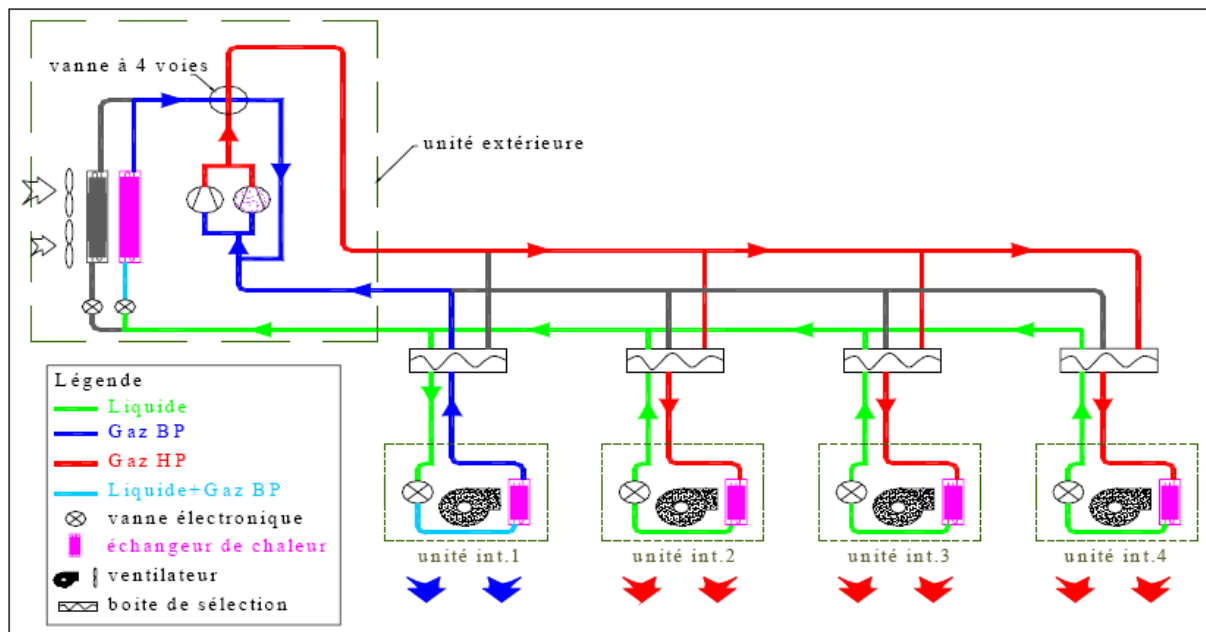 vanne à 4 voies
unité extérieure
Légende
Liquide
Gaz BP
Gaz HP
Liquide+Gaz BP
vanne électronique
échangeur de chaleur
ventilateur
boite de sélection
unité int.1
unité int.2
unité int.3
unité int.4